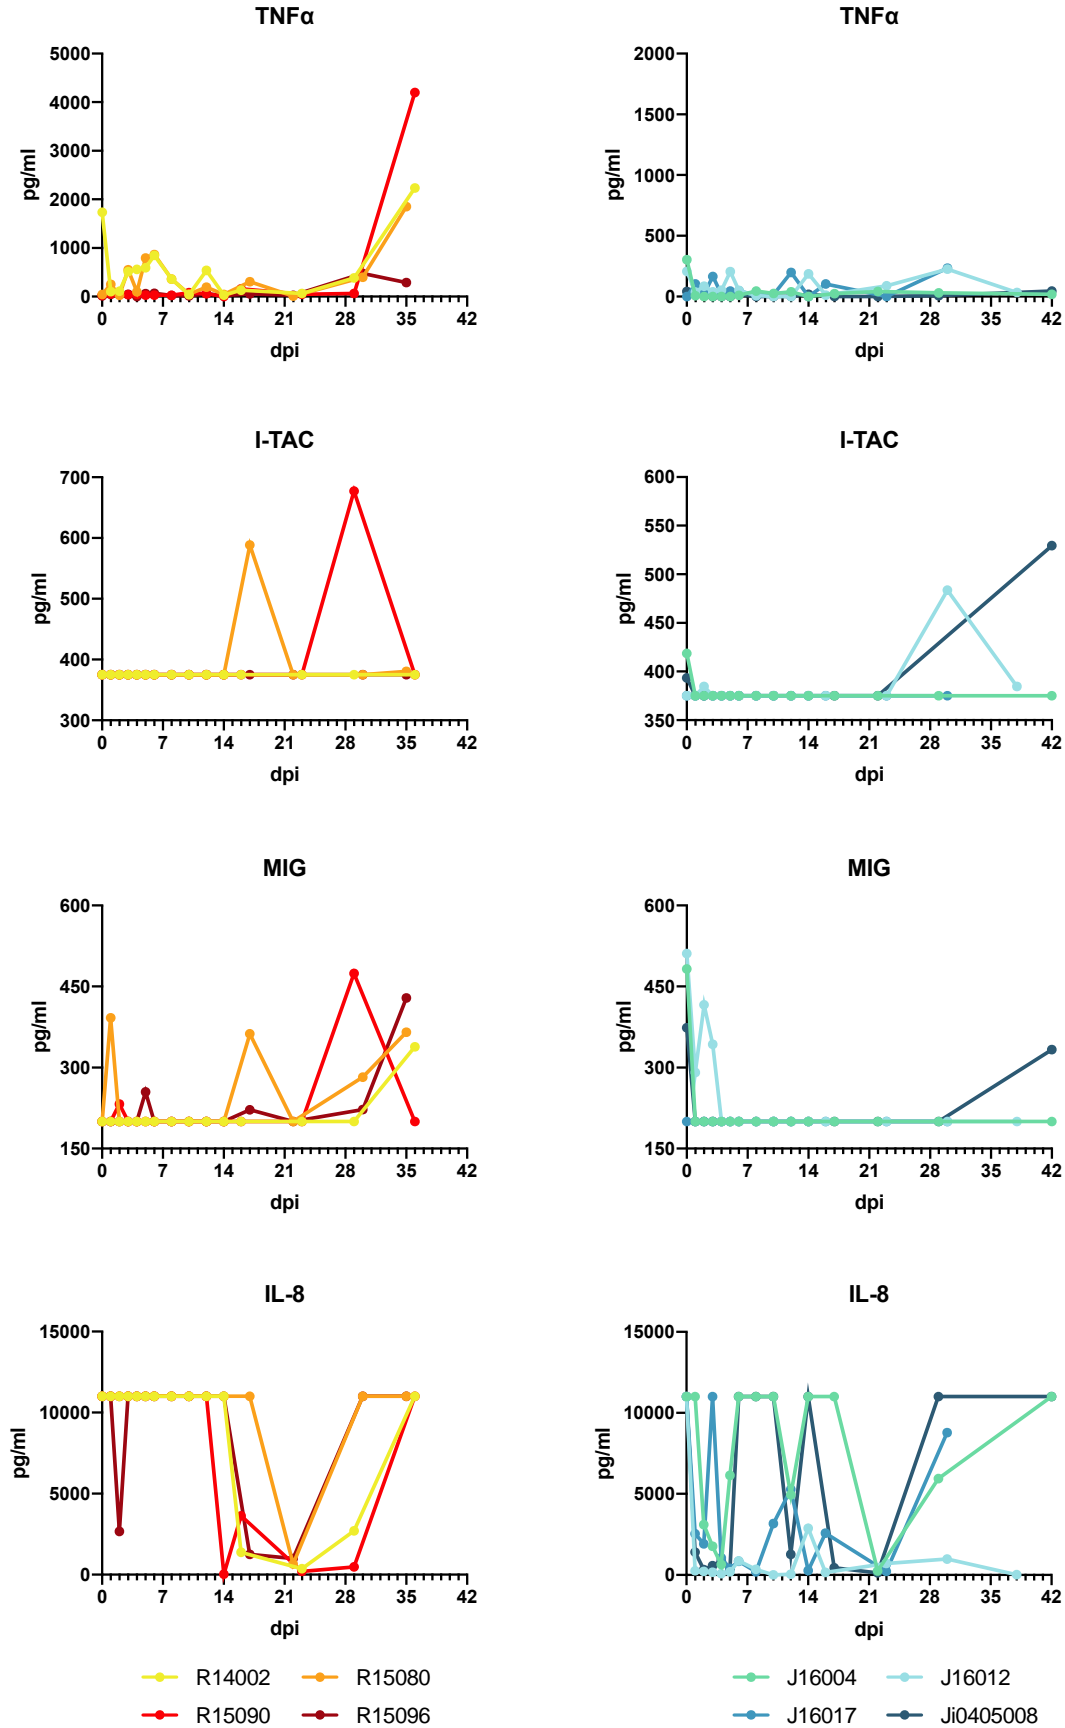 TNFα
5000
4000
3000
2000
1000
0
pg/ml
0 7 14 21 28 35 42
dpi
TNFα
2000
1500
1000
500
0
pg/ml
0 7 14 21 28 35 42
dpi
I-TAC
700
600
500
400
300
pg/ml
0 7 14 21 28 35 42
dpi
I-TAC
600
550
500
450
400
350
pg/ml
0 7 14 21 28 35 42
dpi
MIG
600
450
300
150
pg/ml
0 7 14 21 28 35 42
dpi
MIG
600
450
300
150
pg/ml
0 7 14 21 28 35 42
dpi
IL-8
15000
10000
5000
0
pg/ml
0 7 14 21 28 35 42
dpi
IL-8
15000
10000
5000
0
pg/ml
0 7 14 21 28 35 42
dpi
R14002 R15080
R15090 R15096
J16004 J16012
J16017 Ji0405008